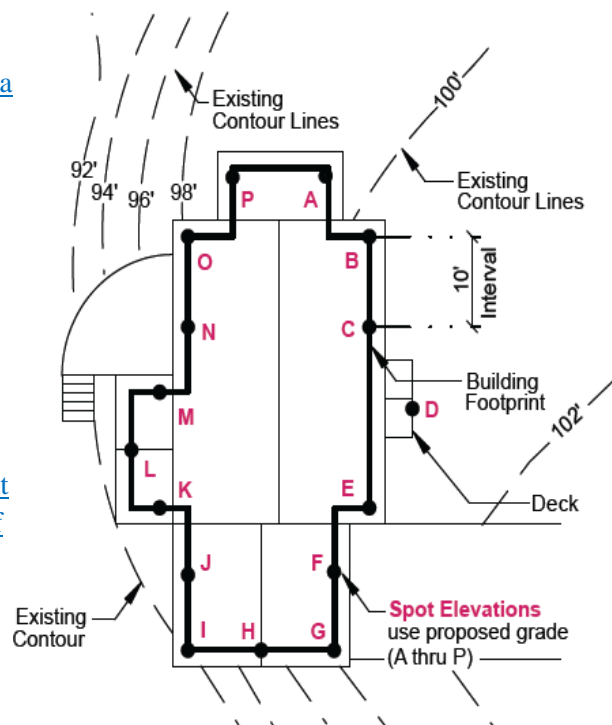 a
Existing
Contour Lines
100'
92'
94'
96'
98'
Existing
Contour Lines
P
A
O
B
10'
Interval
N
C
Building
Footprint
M
D
102'
L
t
K
E
Deck
f
J
F
Existing
Contour
Spot Elevations
use proposed grade
(A thru P)
I
H
G